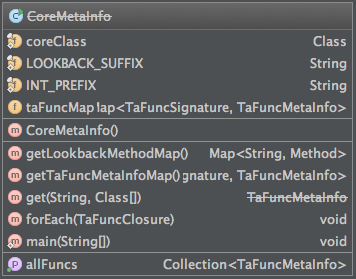 CoreMetaInfo
coreClass Class
LOOKBACK_SUFFIX String
INT_PREFIX String
taFuncMap lap<TaFuncSignature, TaFuncMetaInfo>
CoreMetaInfo()
getLookbackMethodMap() Map<String, Method>
getTaFuncMetaInfoMap() gnature, TaFuncMetaInfo>
get(String, Class[]) TaFuncMetaInfo
forEach(TaFuncClosure) void
main(String[]) void
allFuncs Collection<TaFuncMetaInfo>